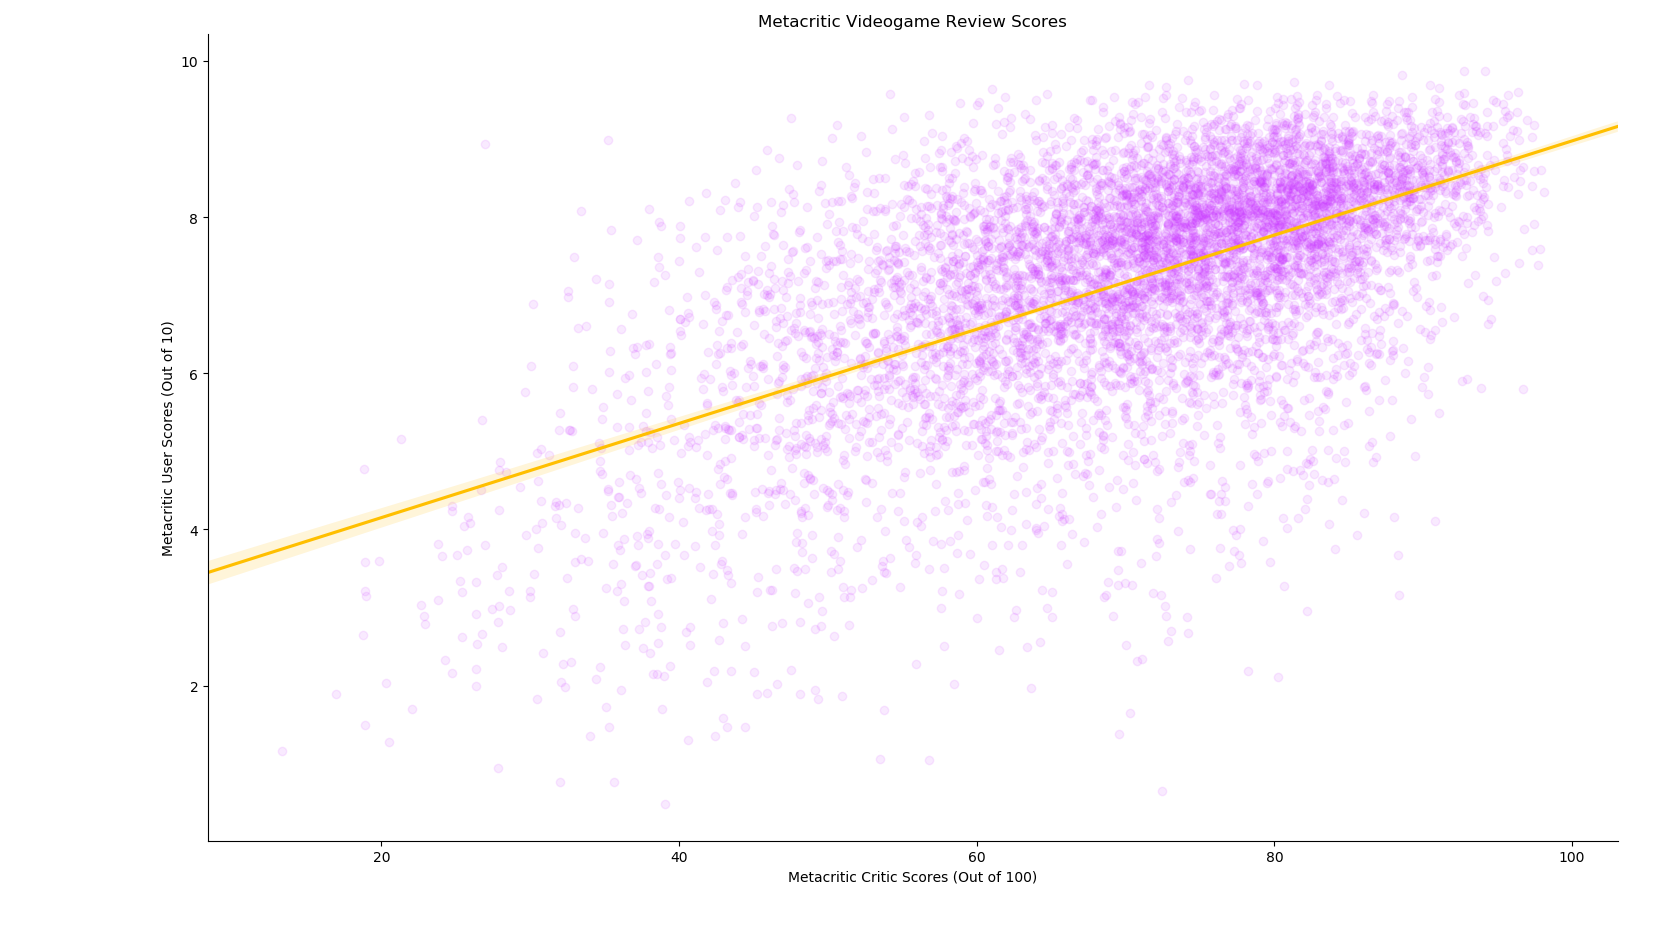 Metacritic Videogame Review Scores
10
8
6
4
2
Metacritic User Scores (Out of 10)
20 40 60 80 100
Metacritic Critic Scores (Out of 100)